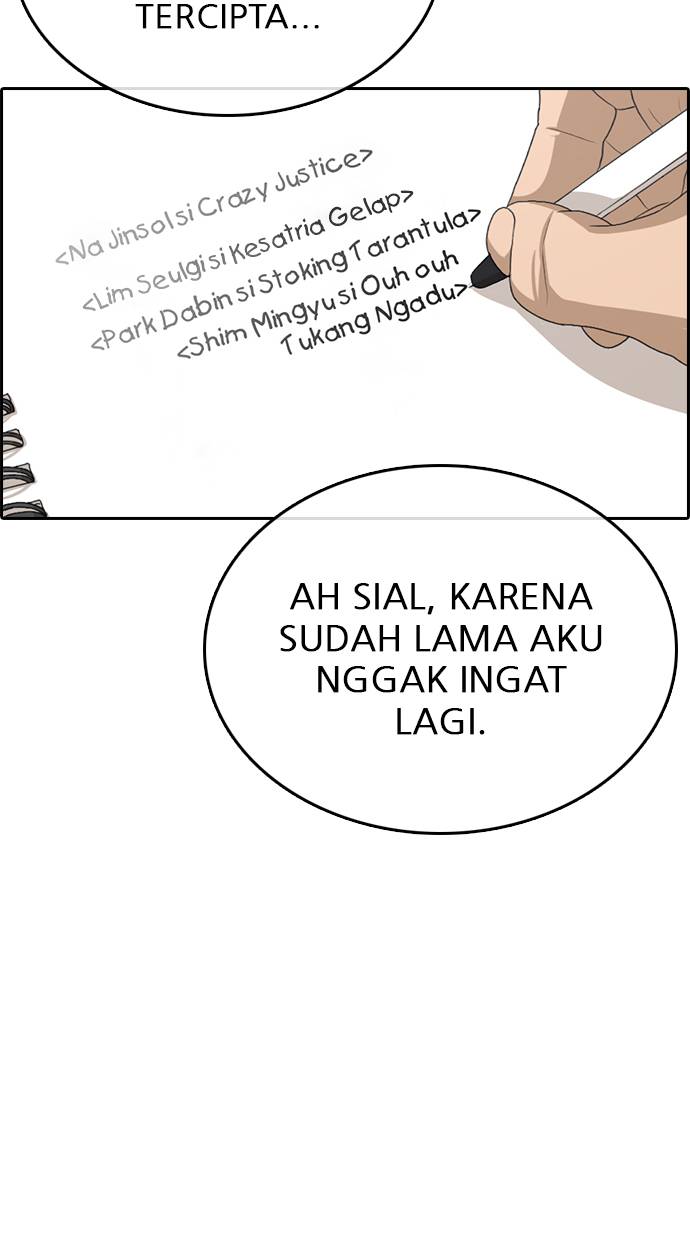 TERCIPTA...
<Na Jinsol si Crazy Justice>
<Lim Seulgi si Kesatria Gelap>
<Park Dabin si Stoking Tarantula>
<Shim Mingyu si Ouh ouh
Tukang Ngadu>
AH SIAL, KARENA
SUDAH LAMA AKU
NGGAK INGAT
LAGI.